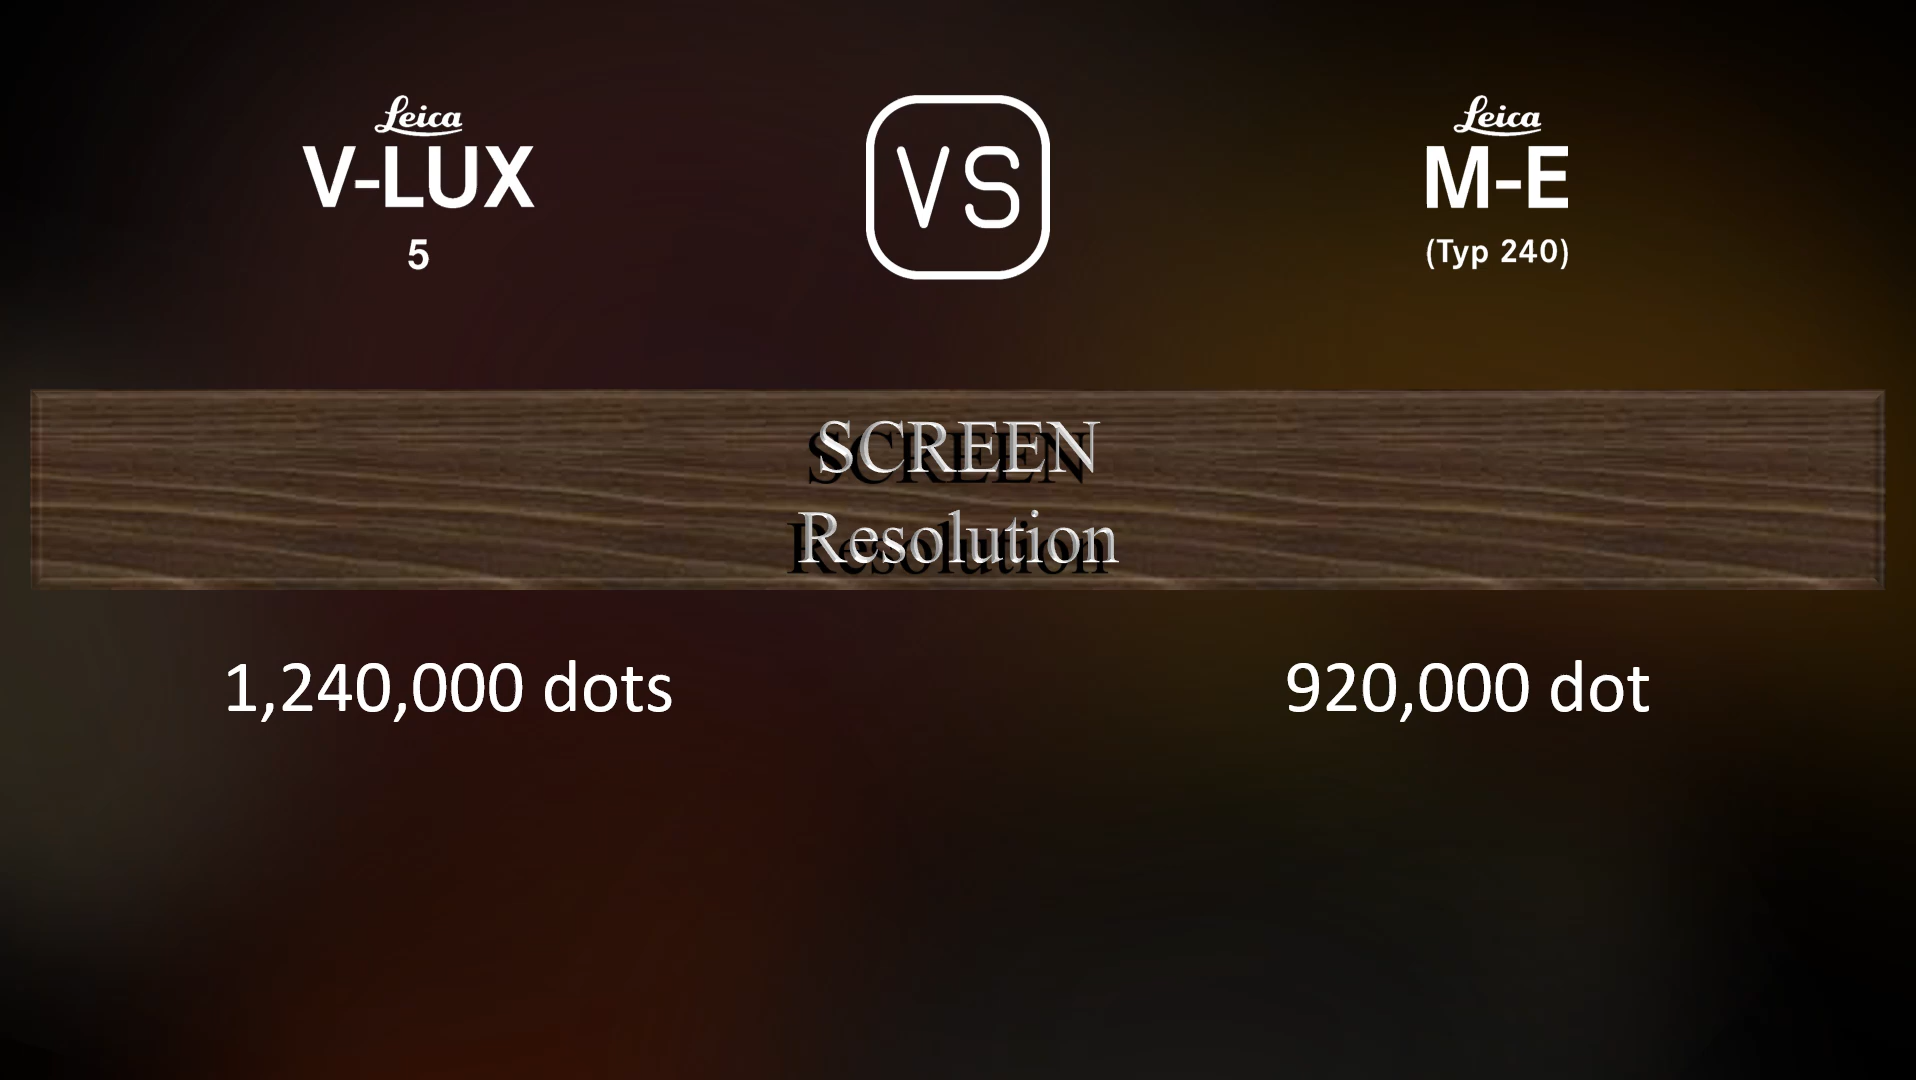 Leica
V-LUX
5
VS
Leica
M-E
(Typ 240)
SCREEN
Resolution
1,240,000 dots
920,000 dot